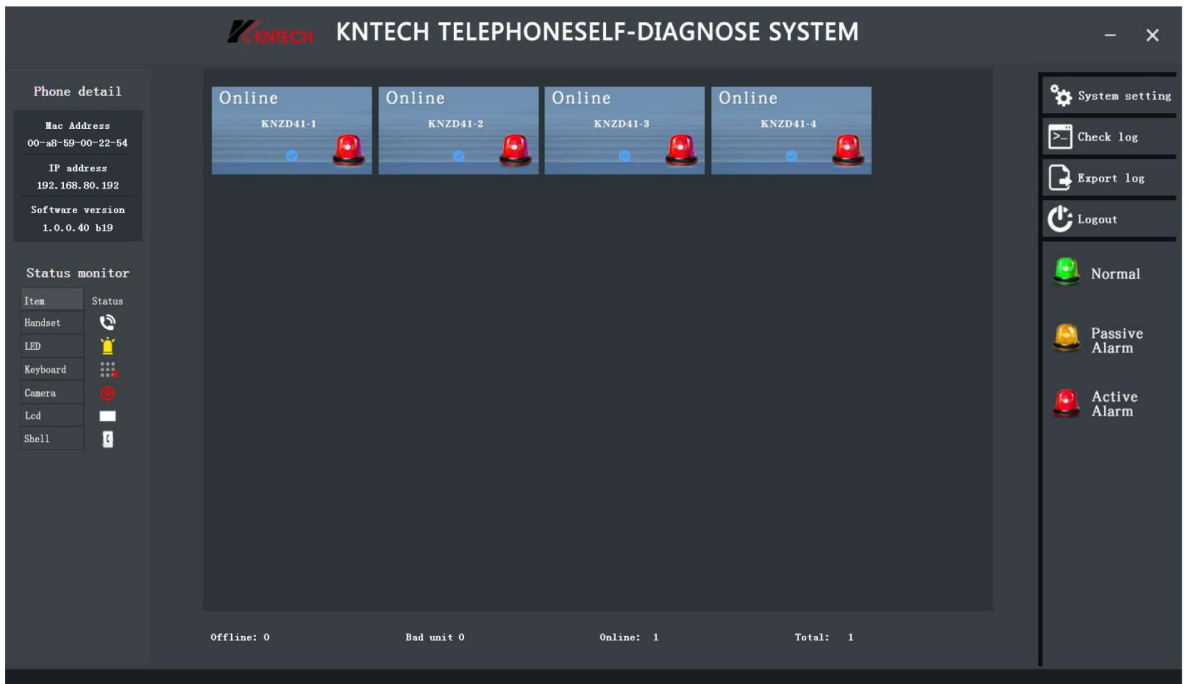 KNTECH
KNTECH TELEPHONESELF-DIAGNOSE SYSTEM
Phone detail
Mac Address
00-a8-59-00-22-54
IP address
192.168.80.192
Software version
1.0.0.40 b19
Status monitor
Item Status
Handset
LED
Keyboard
Camera
Lcd
Shell
Online
KNZD41-1
Online
KNZD41-2
Online
KNZD41-3
Online
KNZD41-4
Offline: 0 Bad unit 0 Online: 1 Total: 1
System setting
Check log
Export log
Logout
Normal
Passive
Alarm
Active
Alarm